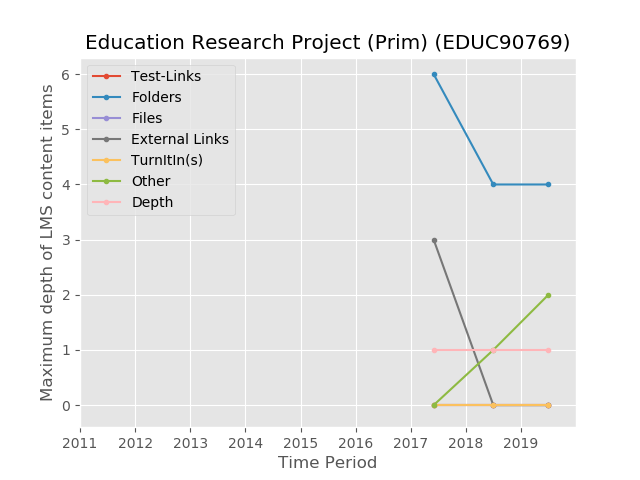 Education Research Project (Prim) (EDUC90769)
Test-Links
Folders
Files
External Links
TurnItIn(s)
Other
Depth
Maximum depth of LMS content items
6
5
4
3
2
1
0
2011 2012 2013 2014 2015 2016 2017 2018 2019
Time Period